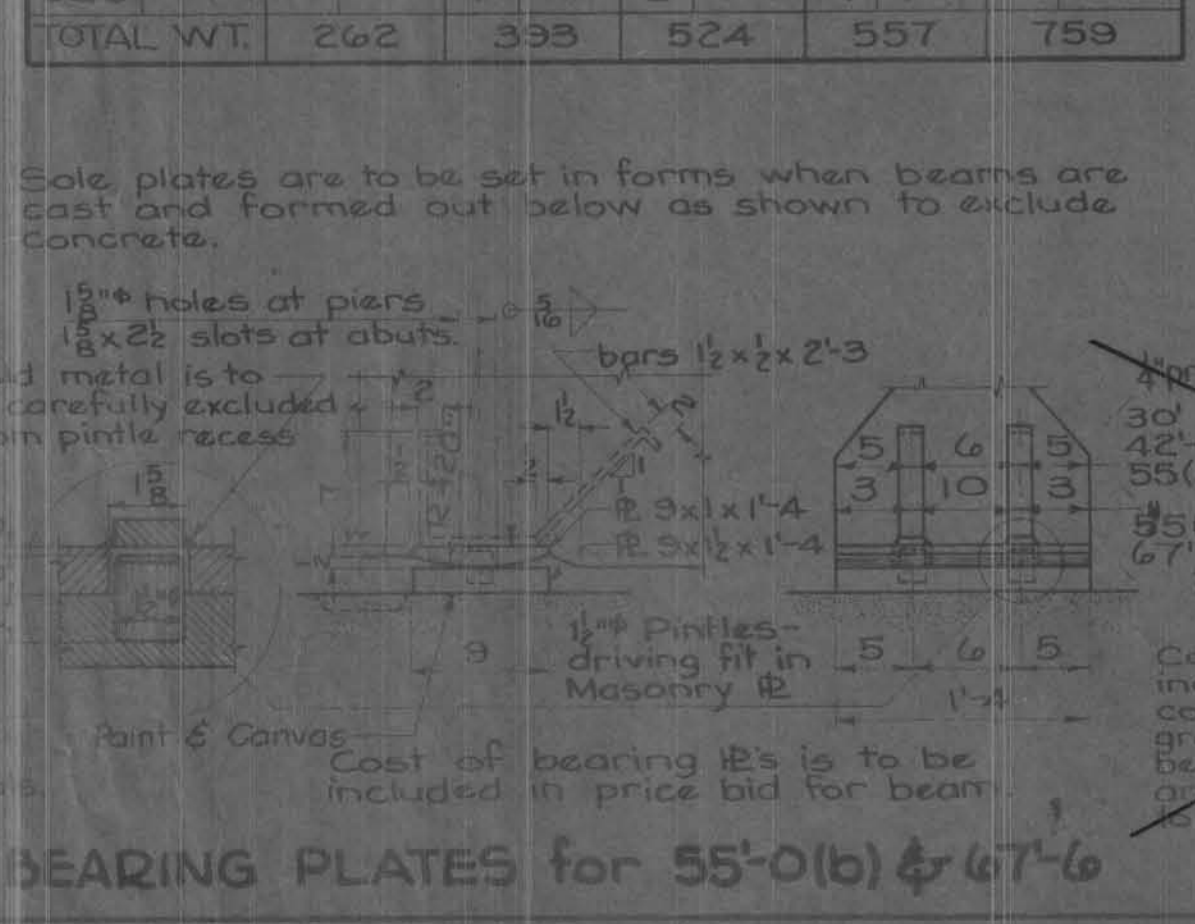 TOTAL WT. 262 393 524 557 759
Sole plates are to be set in forms when beams are
cast and formed out below as shown to exclude
concrete.
1 5/8"φ holes at piers
1 5/8 x 2 1/2 slots at abuts.
5/16
bars 1 1/2 x 1/2 x 2'-3
metal is to
carefully excluded
pintle recess
2
1 1/2
1 5/8
5 6 5
3 10 3
30'
42'-
55(
55
67'
℄ 9x1x1'-4
℄ 9x1 1/2x1'-4
1 1/2"φ
1 1/2"φ Pintles-
driving fit in
Masonry ℄
9
5 6 5
1'-4
Paint & Canvas
Cost of bearing ℄'s is to be
included in price bid for beam.
BEARING PLATES for 55'-0(b) & 67'-6